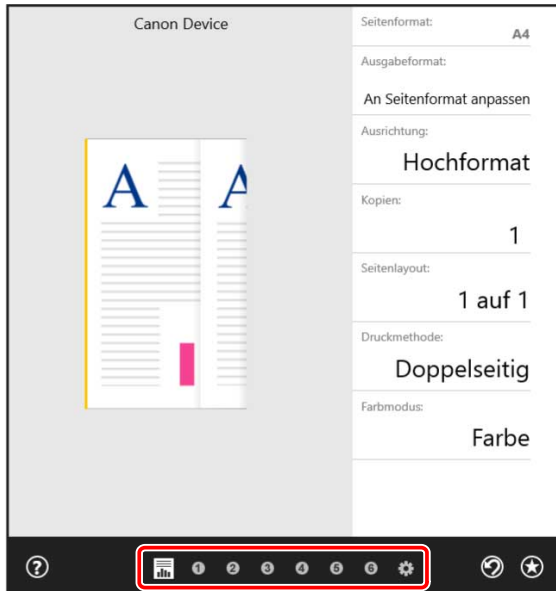 Canon Device
Seitenformat:
A4
Ausgabeformat:
An Seitenformat anpassen
Ausrichtung:
Hochformat
Kopien:
1
Seitenlayout:
1 auf 1
Druckmethode:
Doppelseitig
Farbmodus:
Farbe
A A
? 1 2 3 4 5 6